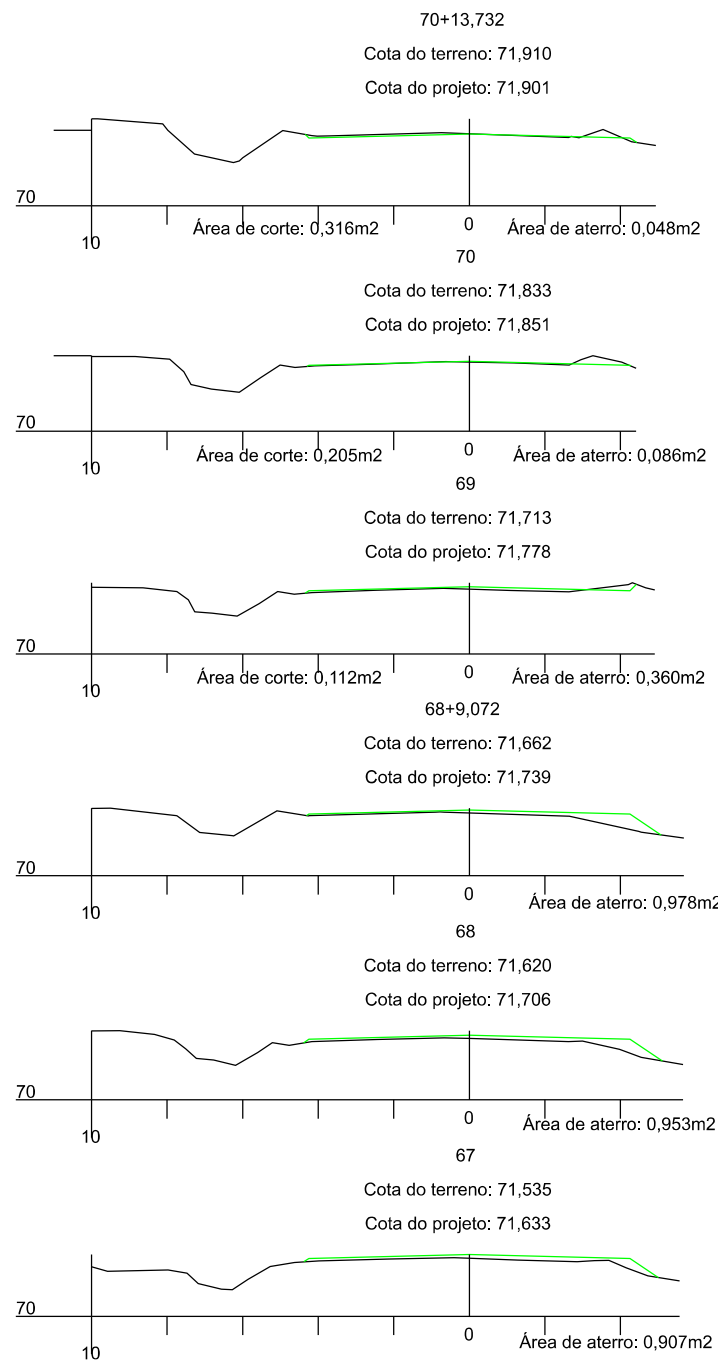 70+13,732
Cota do terreno: 71,910
Cota do projeto: 71,901
70
Área de corte: 0,316m2
0
Área de aterro: 0,048m2
10
70
Cota do terreno: 71,833
Cota do projeto: 71,851
70
Área de corte: 0,205m2
0
Área de aterro: 0,086m2
10
69
Cota do terreno: 71,713
Cota do projeto: 71,778
70
Área de corte: 0,112m2
0
Área de aterro: 0,360m2
10
68+9,072
Cota do terreno: 71,662
Cota do projeto: 71,739
70
0
Área de aterro: 0,978m2
10
68
Cota do terreno: 71,620
Cota do projeto: 71,706
70
0
Área de aterro: 0,953m2
10
67
Cota do terreno: 71,535
Cota do projeto: 71,633
70
0
Área de aterro: 0,907m2
10